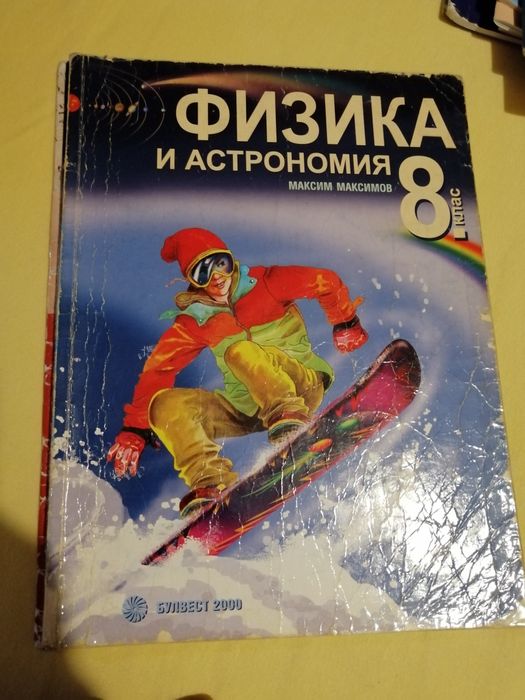 ФИЗИКА
И АСТРОНОМИЯ
МАКСИМ МАКСИМОВ
8.
клас
БУЛВЕСТ 2000